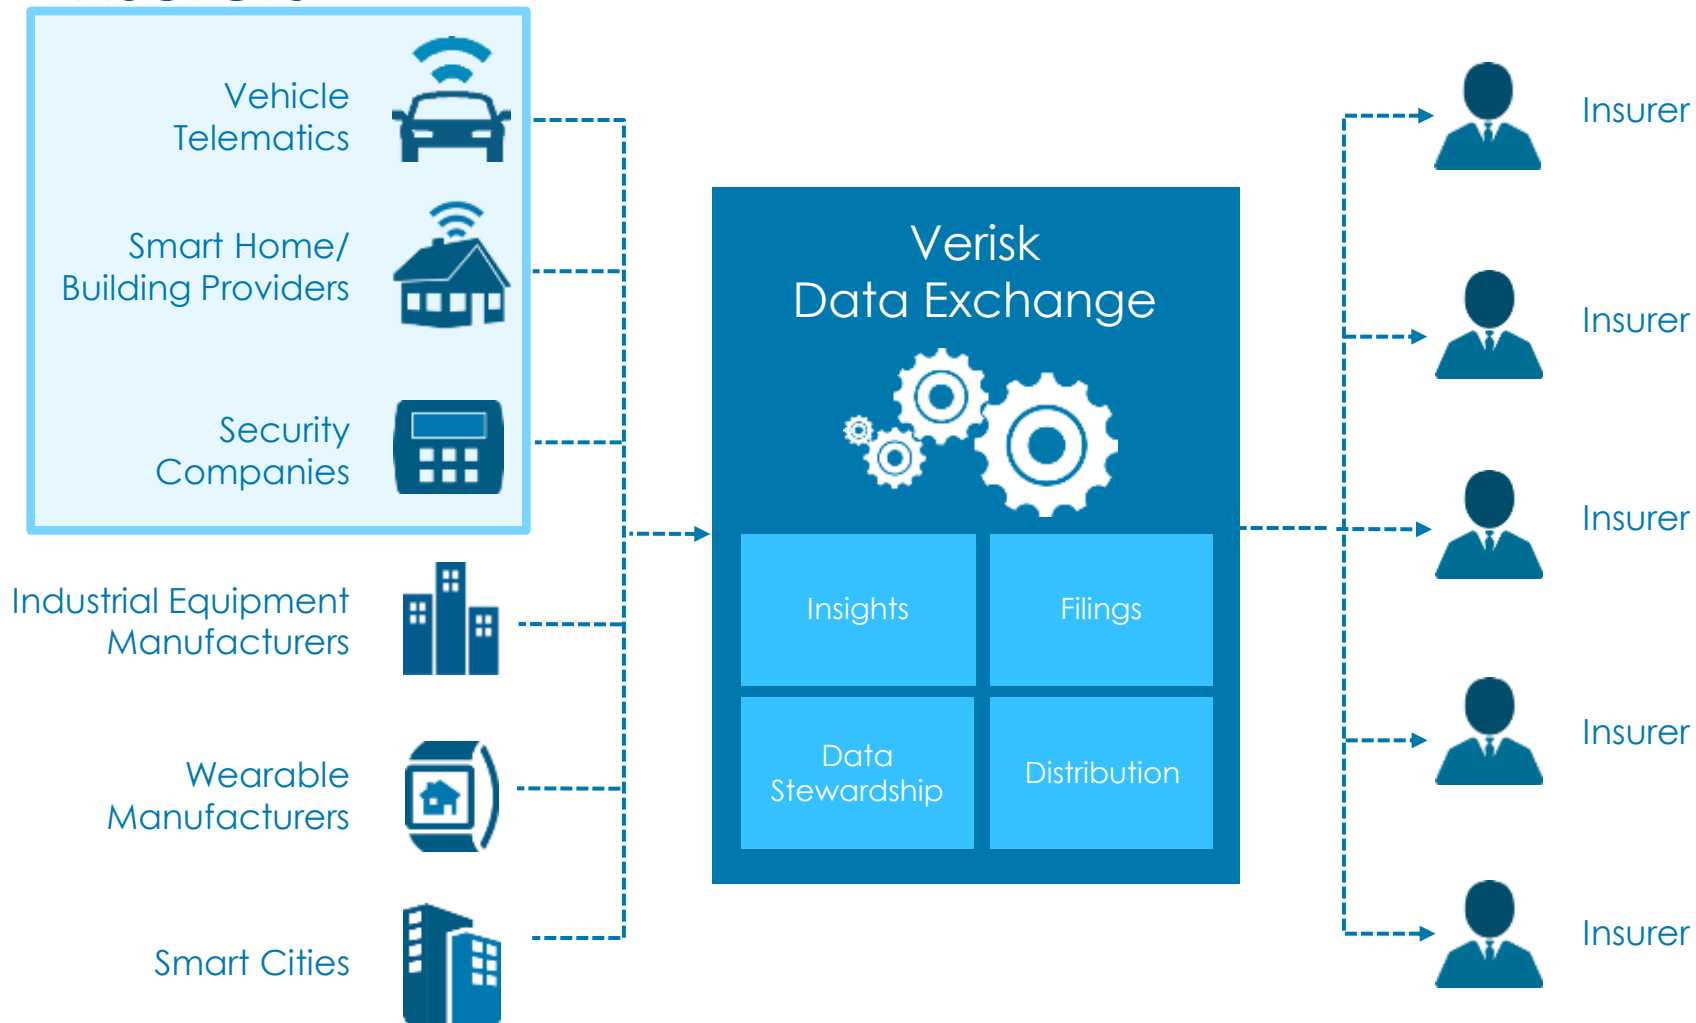 Vehicle
Telematics
Smart Home/
Building Providers
Security
Companies
Industrial Equipment
Manufacturers
Wearable
Manufacturers
Smart Cities
Verisk
Data Exchange
Insights
Filings
Data
Stewardship
Distribution
Insurer
Insurer
Insurer
Insurer
Insurer